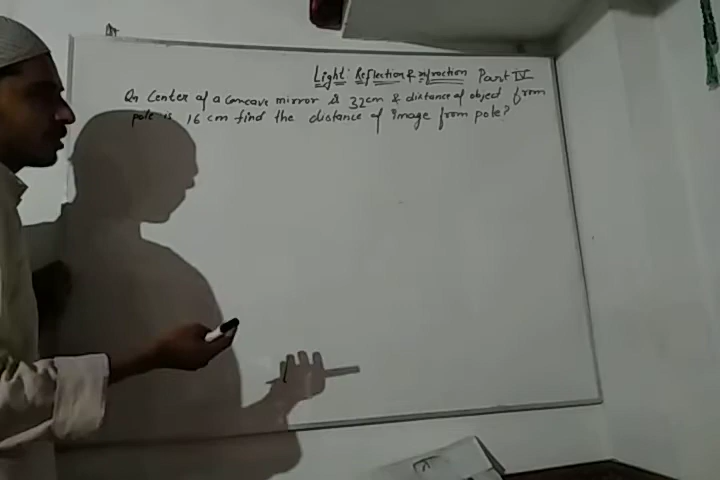 Light: Reflection & refraction Part IV
Qn Center of a Concave mirror is 32cm & distance of object from
pole is 16 cm find the distance of image from pole?